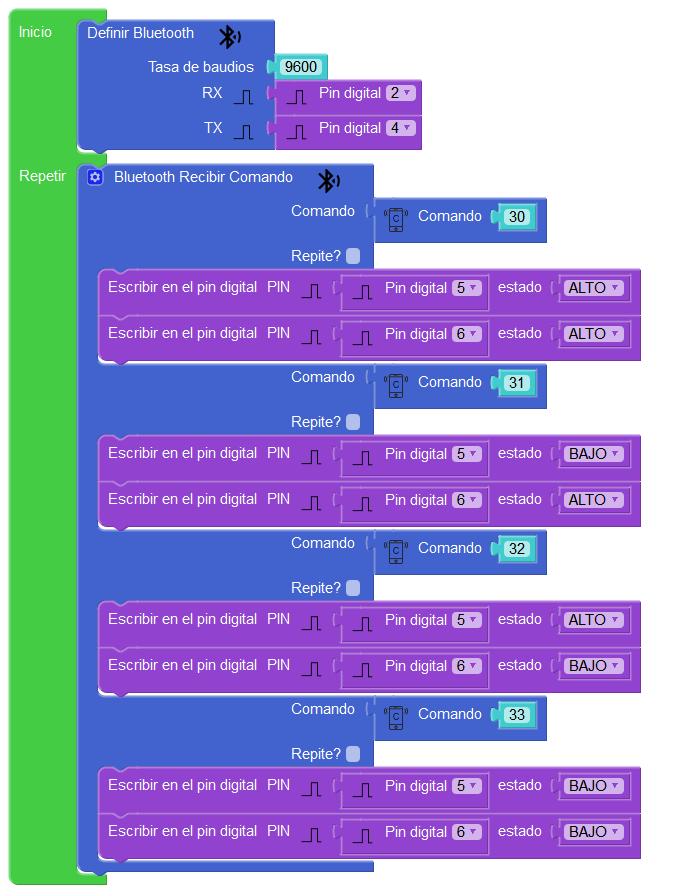 Inicio Definir Bluetooth
Tasa de baudios 9600
RX Pin digital 2
TX Pin digital 4
Repetir Bluetooth Recibir Comando
Comando C Comando 30
Repite?
Escribir en el pin digital PIN Pin digital 5 estado ALTO
Escribir en el pin digital PIN Pin digital 6 estado ALTO
Comando C Comando 31
Repite?
Escribir en el pin digital PIN Pin digital 5 estado BAJO
Escribir en el pin digital PIN Pin digital 6 estado ALTO
Comando C Comando 32
Repite?
Escribir en el pin digital PIN Pin digital 5 estado ALTO
Escribir en el pin digital PIN Pin digital 6 estado BAJO
Comando C Comando 33
Repite?
Escribir en el pin digital PIN Pin digital 5 estado BAJO
Escribir en el pin digital PIN Pin digital 6 estado BAJO